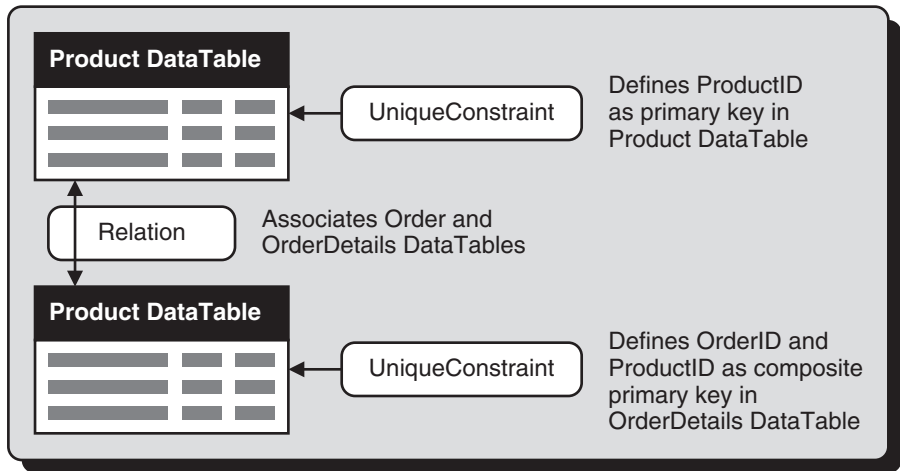 Product DataTable
UniqueConstraint
Defines ProductID
as primary key in
Product DataTable
Relation
Associates Order and
OrderDetails DataTables
Product DataTable
UniqueConstraint
Defines OrderID and
ProductID as composite
primary key in
OrderDetails DataTable